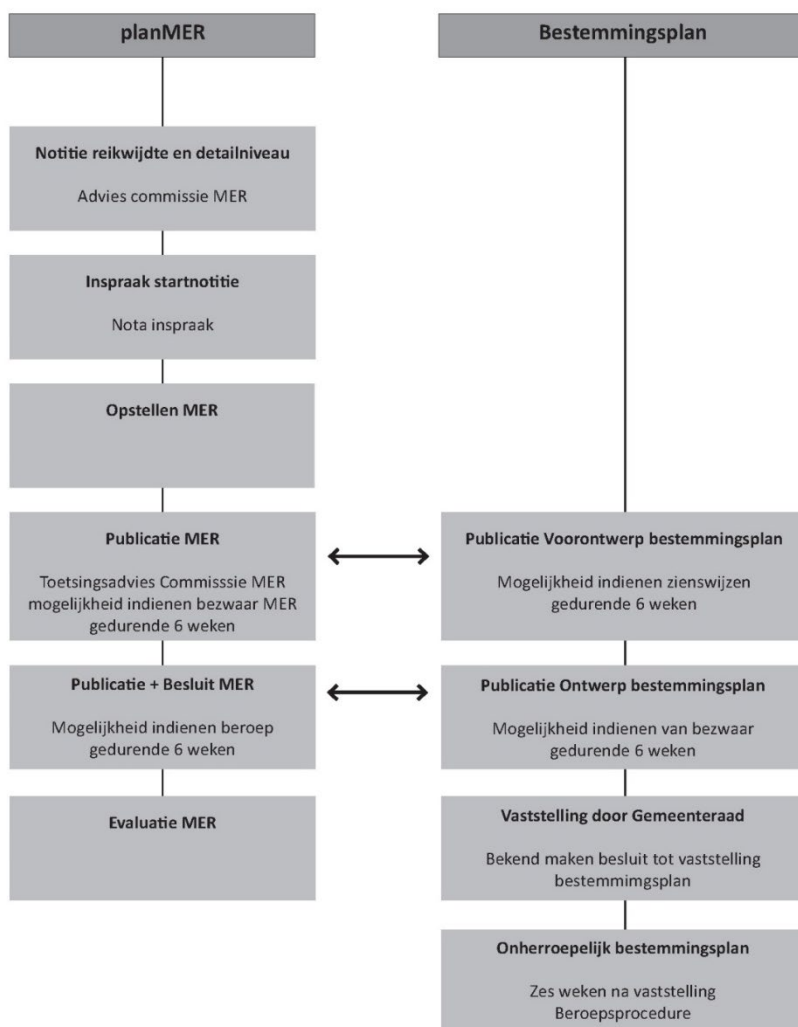 planMER
Notitie reikwijdte en detailniveau
Advies commissie MER
Inspraak startnotitie
Nota inspraak
Opstellen MER
Publicatie MER
Toetsingsadvies Commisssie MER
mogelijkheid indienen bezwaar MER
gedurende 6 weken
Publicatie + Besluit MER
Mogelijkheid indienen beroep
gedurende 6 weken
Evaluatie MER
Bestemmingsplan
Publicatie Voorontwerp bestemmingsplan
Mogelijkheid indienen zienswijzen
gedurende 6 weken
Publicatie Ontwerp bestemmingsplan
Mogelijkheid indienen van bezwaar
gedurende 6 weken
Vaststelling door Gemeenteraad
Bekend maken besluit tot vaststelling
bestemmimgsplan
Onherroepelijk bestemmingsplan
Zes weken na vaststelling
Beroepsprocedure